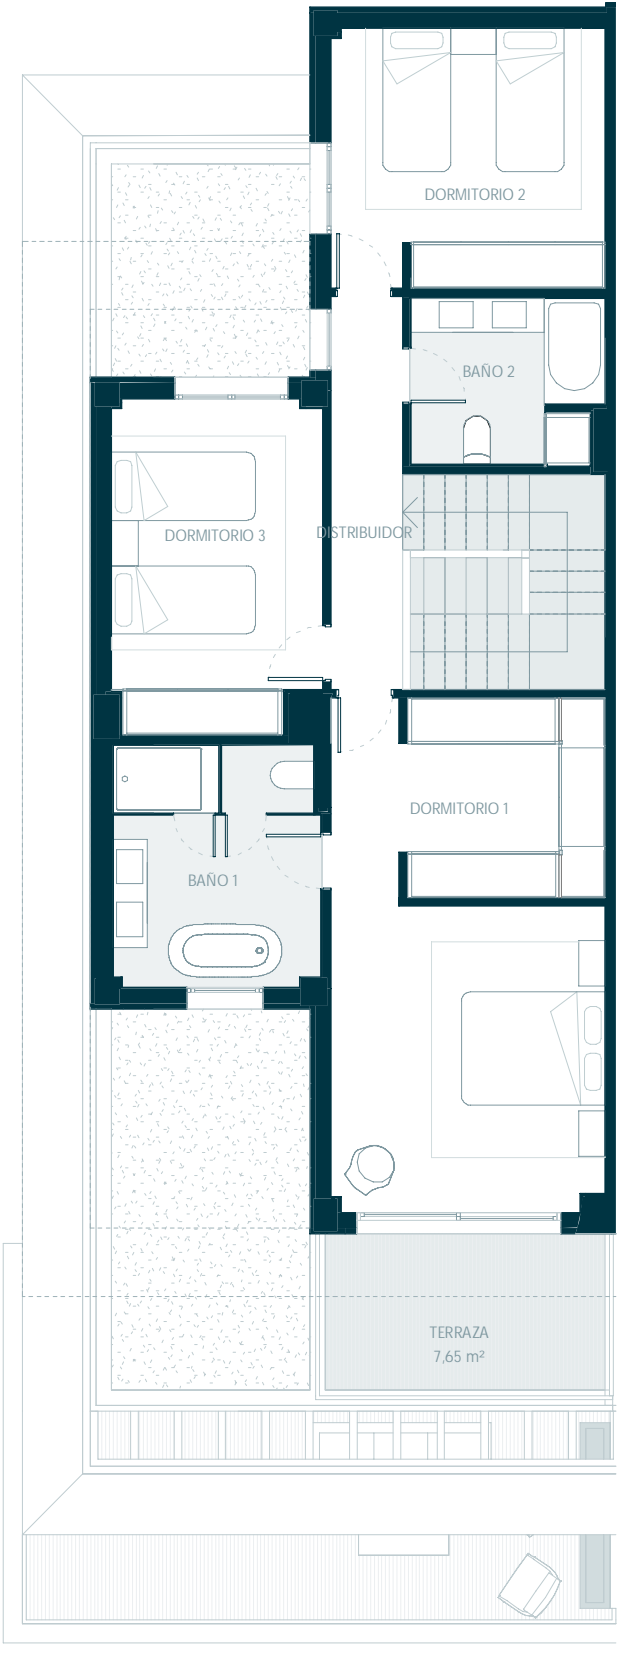 DORMITORIO 2
BAÑO 2
DORMITORIO 3
DISTRIBUIDOR
DORMITORIO 1
BAÑO 1
TERRAZA
7,65 m²